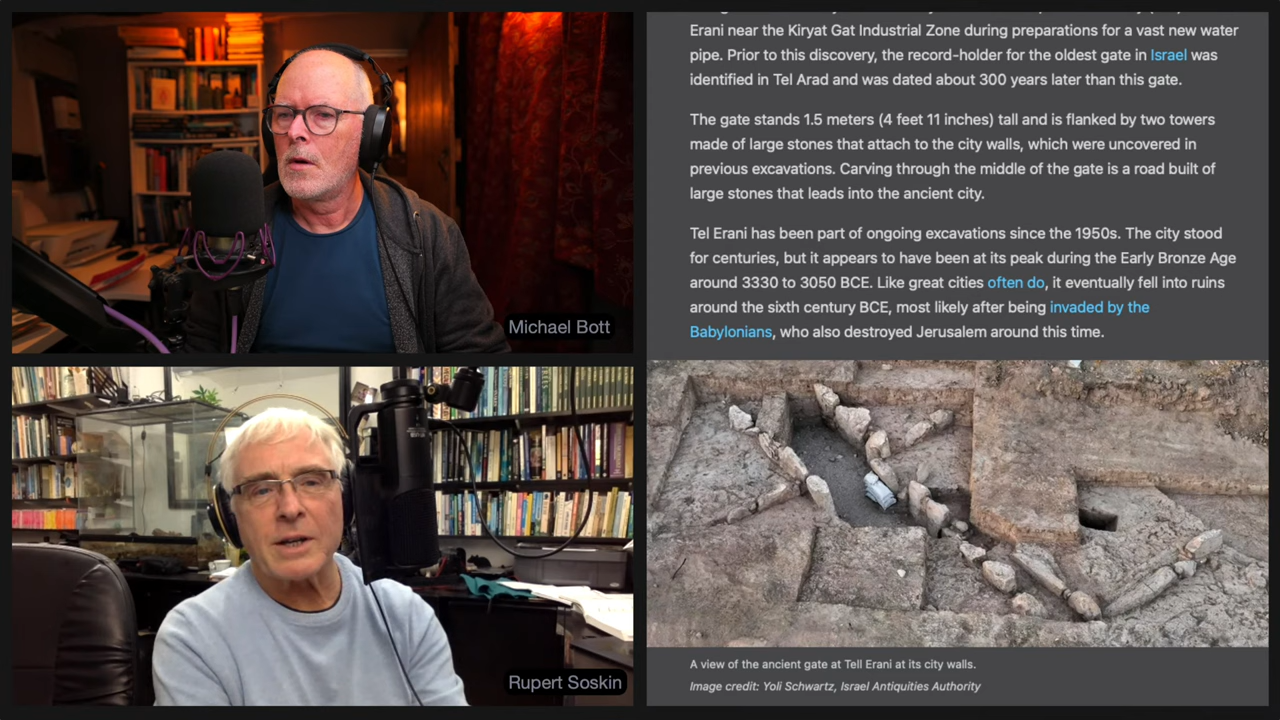 Michael Bott
Rupert Soskin
Erani near the Kiryat Gat Industrial Zone during preparations for a vast new water
pipe. Prior to this discovery, the record-holder for the oldest gate in Israel was
identified in Tel Arad and was dated about 300 years later than this gate.
The gate stands 1.5 meters (4 feet 11 inches) tall and is flanked by two towers
made of large stones that attach to the city walls, which were uncovered in
previous excavations. Carving through the middle of the gate is a road built of
large stones that leads into the ancient city.
Tel Erani has been part of ongoing excavations since the 1950s. The city stood
for centuries, but it appears to have been at its peak during the Early Bronze Age
around 3330 to 3050 BCE. Like great cities often do, it eventually fell into ruins
around the sixth century BCE, most likely after being invaded by the
Babylonians, who also destroyed Jerusalem around this time.
A view of the ancient gate at Tell Erani at its city walls.
Image credit: Yoli Schwartz, Israel Antiquities Authority